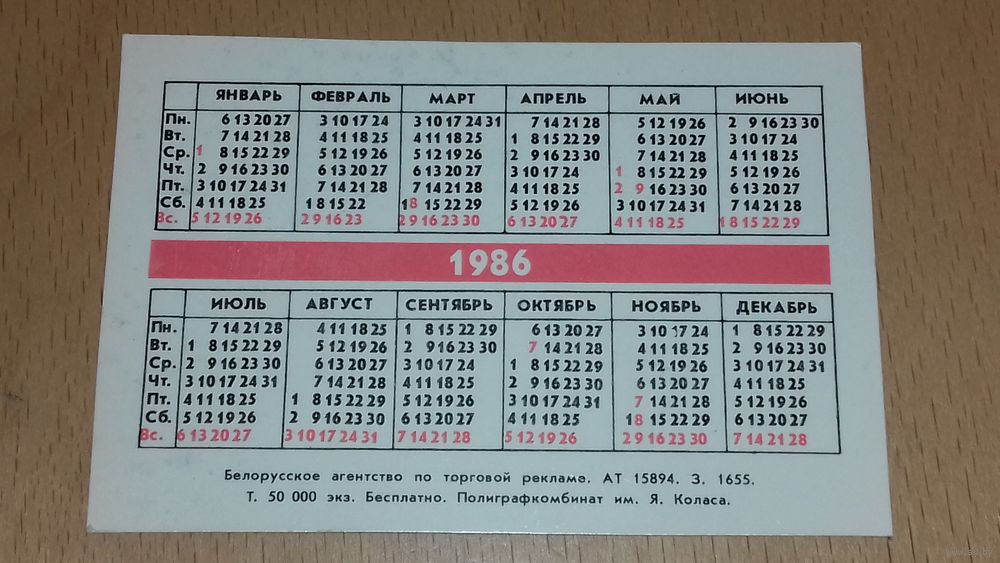 ЯНВАРЬ ФЕВРАЛЬ МАРТ АПРЕЛЬ МАЙ ИЮНЬ
Пн. 6 13 20 27 3 10 17 24 3 10 17 24 31 7 14 21 28 5 12 19 26 2 9 16 23 30
Вт. 7 14 21 28 4 11 18 25 4 11 18 25 1 8 15 22 29 6 13 20 27 3 10 17 24
Ср. 1 8 15 22 29 5 12 19 26 5 12 19 26 2 9 16 23 30 7 14 21 28 4 11 18 25
Чт. 2 9 16 23 30 6 13 20 27 6 13 20 27 3 10 17 24 1 8 15 22 29 5 12 19 26
Пт. 3 10 17 24 31 7 14 21 28 7 14 21 28 4 11 18 25 2 9 16 23 30 6 13 20 27
Сб. 4 11 18 25 1 8 15 22 1 8 15 22 29 5 12 19 26 3 10 17 24 31 7 14 21 28
Вс. 5 12 19 26 2 9 16 23 2 9 16 23 30 6 13 20 27 4 11 18 25 1 8 15 22 29
1986
ИЮЛЬ АВГУСТ СЕНТЯБРЬ ОКТЯБРЬ НОЯБРЬ ДЕКАБРЬ
Пн. 7 14 21 28 4 11 18 25 1 8 15 22 29 6 13 20 27 3 10 17 24 1 8 15 22 29
Вт. 1 8 15 22 29 5 12 19 26 2 9 16 23 30 7 14 21 28 4 11 18 25 2 9 16 23 30
Ср. 2 9 16 23 30 6 13 20 27 3 10 17 24 1 8 15 22 29 5 12 19 26 3 10 17 24 31
Чт. 3 10 17 24 31 7 14 21 28 4 11 18 25 2 9 16 23 30 6 13 20 27 4 11 18 25
Пт. 4 11 18 25 1 8 15 22 29 5 12 19 26 3 10 17 24 31 7 14 21 28 5 12 19 26
Сб. 5 12 19 26 2 9 16 23 30 6 13 20 27 4 11 18 25 1 8 15 22 29 6 13 20 27
Вс. 6 13 20 27 3 10 17 24 31 7 14 21 28 5 12 19 26 2 9 16 23 30 7 14 21 28
Белорусское агентство по торговой рекламе. АТ 15894. З. 1655.
Т. 50 000 экз. Бесплатно. Полиграфкомбинат им. Я. Коласа.